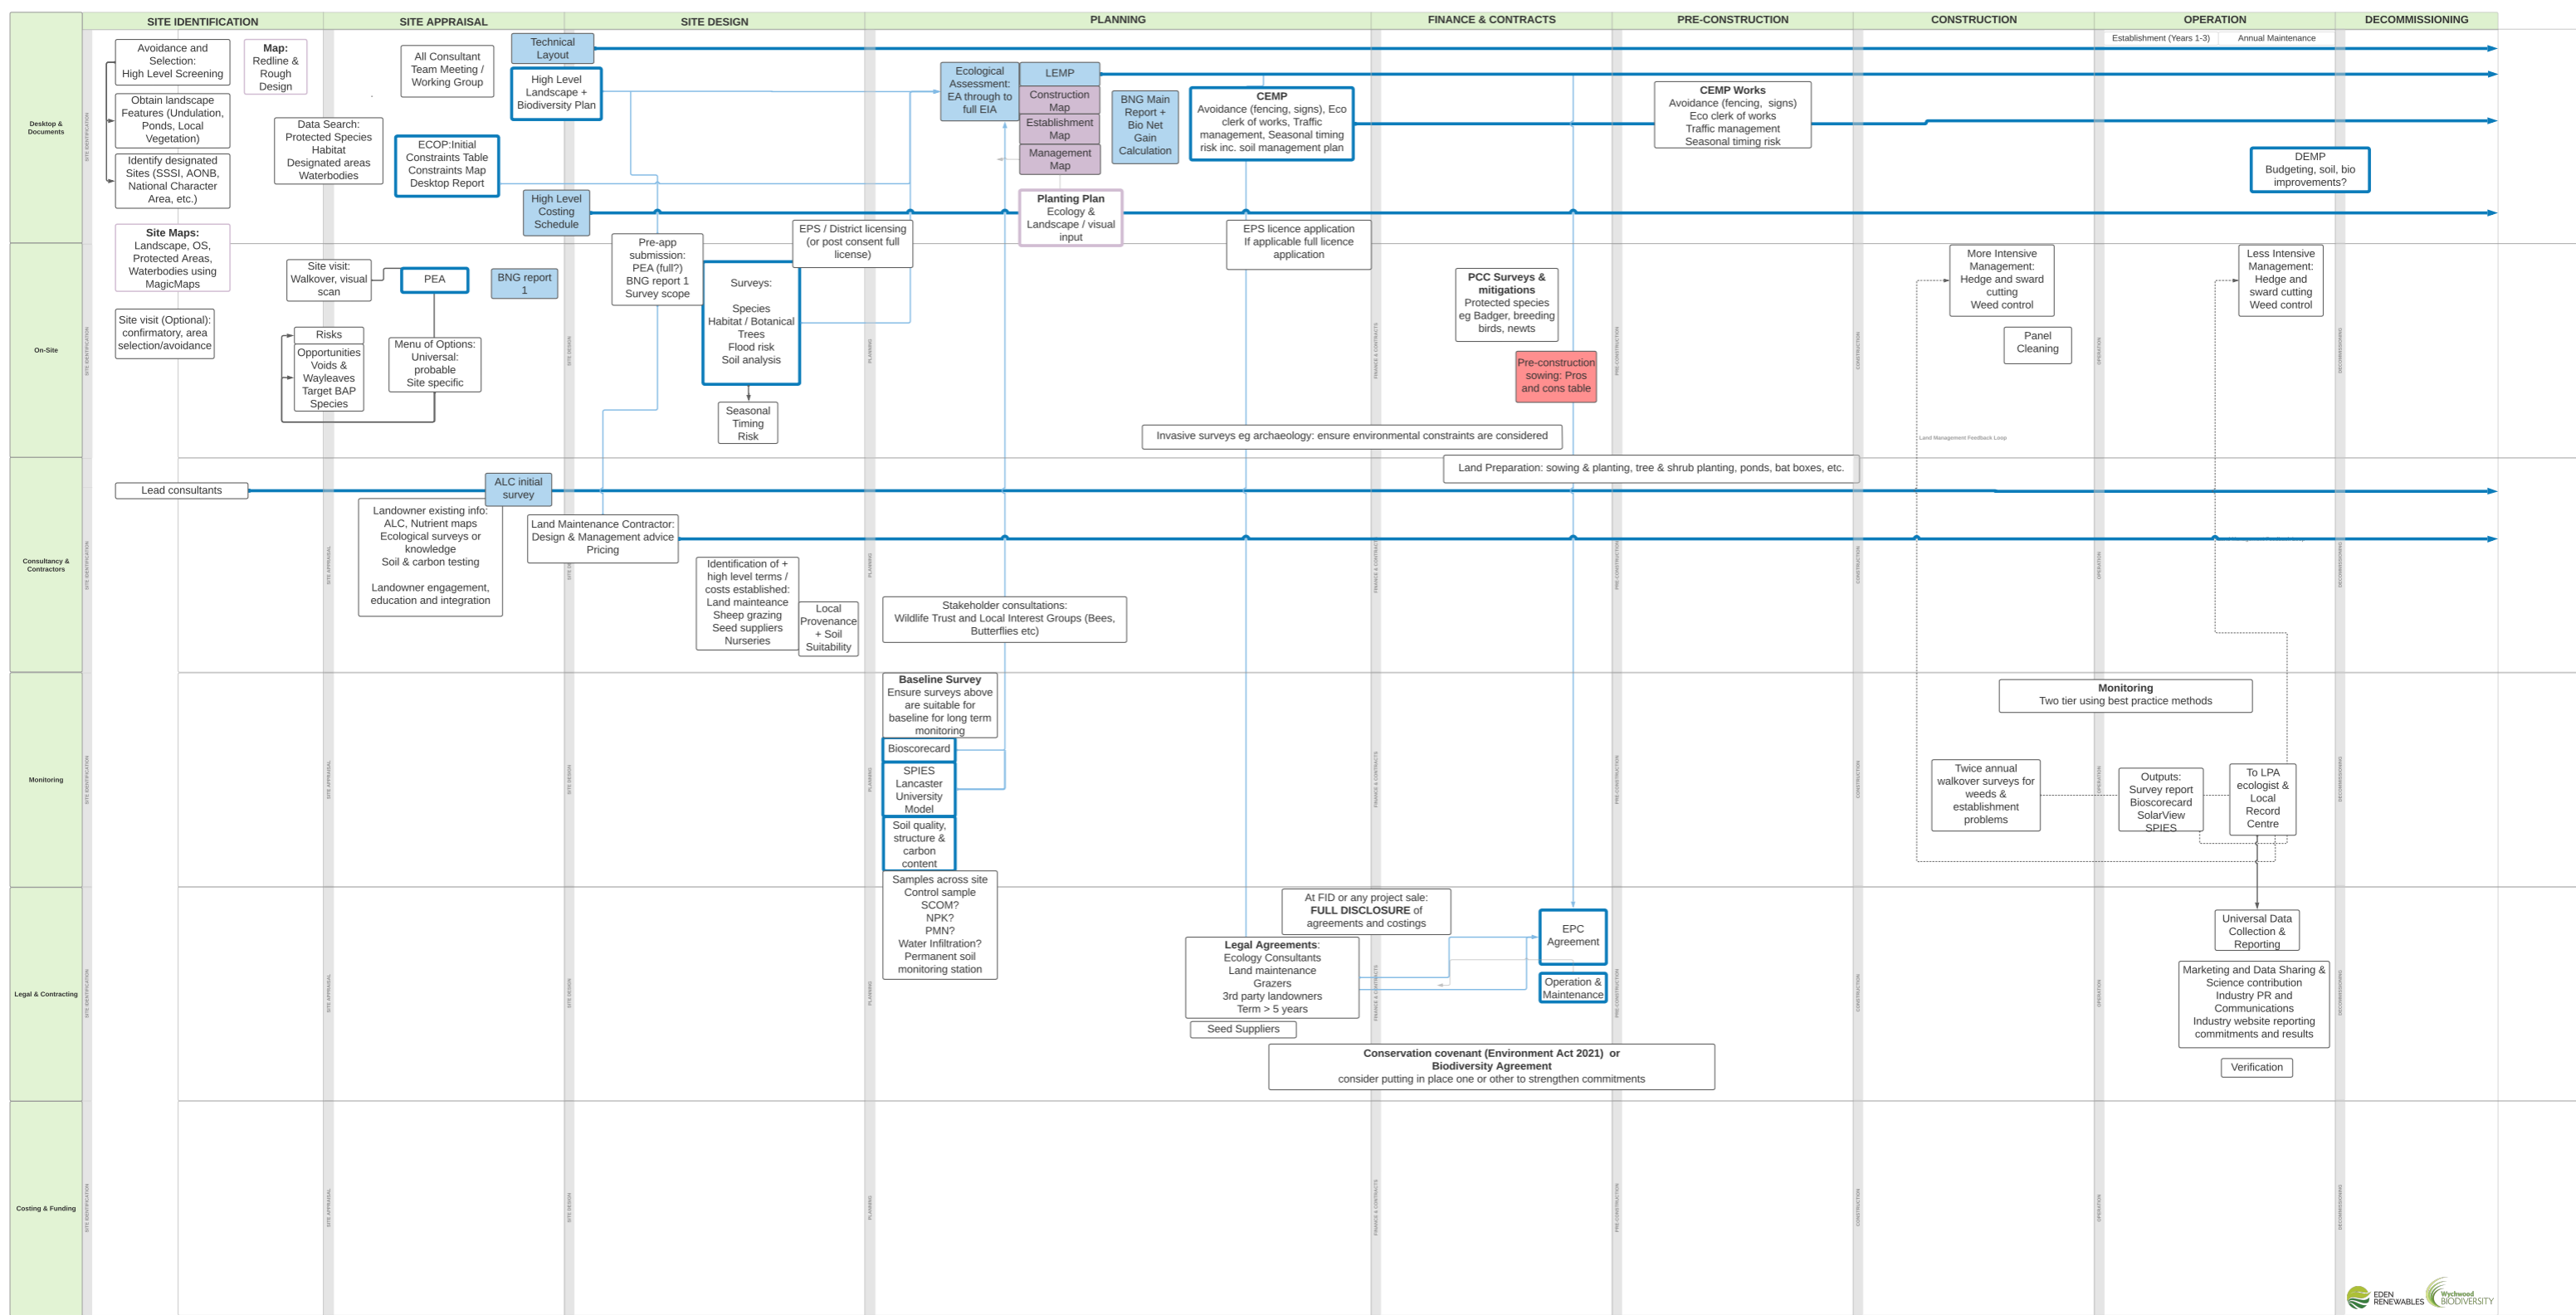 SITE IDENTIFICATION
SITE APPRAISAL
SITE DESIGN
PLANNING
FINANCE & CONTRACTS
PRE-CONSTRUCTION
CONSTRUCTION
OPERATION
DECOMMISSIONING
Establishment (Years 1-3)
Annual Maintenance
Desktop &
Documents
Avoidance and
Selection:
High Level Screening
Map:
Redline &
Rough
Design
Obtain landscape
Features (Undulation,
Ponds, Local
Vegetation)
Identify designated
Sites (SSSI, AONB,
National Character
Area, etc.)
Site Maps:
Landscape, OS,
Protected Areas,
Waterbodies using
MagicMaps
Data Search:
Protected Species
Habitat
Designated areas
Waterbodies
All Consultant
Team Meeting /
Working Group
ECOP:Initial
Constraints Table
Constraints Map
Desktop Report
Technical
Layout
High Level
Landscape +
Biodiversity Plan
High Level
Costing
Schedule
EPS / District licensing
(or post consent full
license)
Ecological
Assessment:
EA through to
full EIA
LEMP
Construction
Map
Establishment
Map
Management
Map
BNG Main
Report +
Bio Net
Gain
Calculation
Planting Plan
Ecology &
Landscape / visual
input
CEMP
Avoidance (fencing, signs), Eco
clerk of works, Traffic
management, Seasonal timing
risk inc. soil management plan
EPS licence application
If applicable full licence
application
CEMP Works
Avoidance (fencing,  signs)
Eco clerk of works
Traffic management
Seasonal timing risk
DEMP
Budgeting, soil, bio
improvements?
On-Site
Site visit (Optional):
confirmatory, area
selection/avoidance
Site visit:
Walkover, visual
scan
PEA
BNG report
1
Risks
Opportunities
Voids &
Wayleaves
Target BAP
Species
Menu of Options:
Universal:
probable
Site specific
Pre-app
submission:
PEA (full?)
BNG report 1
Survey scope
Surveys:
Species
Habitat / Botanical
Trees
Flood risk
Soil analysis
Seasonal
Timing
Risk
PCC Surveys &
mitigations
Protected species
eg Badger, breeding
birds, newts
Pre-construction
sowing: Pros
and cons table
Invasive surveys eg archaeology: ensure environmental constraints are considered
More Intensive
Management:
Hedge and sward
cutting
Weed control
Panel
Cleaning
Less Intensive
Management:
Hedge and
sward cutting
Weed control
Land Management Feedback Loop
Land Preparation: sowing & planting, tree & shrub planting, ponds, bat boxes, etc.
Consultancy &
Contractors
Lead consultants
ALC initial
survey
Landowner existing info:
ALC, Nutrient maps
Ecological surveys or
knowledge
Soil & carbon testing
Landowner engagement,
education and integration
Land Maintenance Contractor:
Design & Management advice
Pricing
Identification of +
high level terms /
costs established:
Land mainteance
Sheep grazing
Seed suppliers
Nurseries
Local
Provenance
+ Soil
Suitability
Stakeholder consultations:
Wildlife Trust and Local Interest Groups (Bees,
Butterflies etc)
Monitoring
Baseline Survey
Ensure surveys above
are suitable for
baseline for long term
monitoring
Bioscorecard
SPIES
Lancaster
University
Model
Soil quality,
structure &
carbon
content
Samples across site
Control sample
SCOM?
NPK?
PMN?
Water Infiltration?
Permanent soil
monitoring station
Monitoring
Two tier using best practice methods
Twice annual
walkover surveys for
weeds &
establishment
problems
Outputs:
Survey report
Bioscorecard
SolarView
SPIES
To LPA
ecologist &
Local
Record
Centre
Legal & Contracting
At FID or any project sale:
FULL DISCLOSURE of
agreements and costings
Legal Agreements:
Ecology Consultants
Land maintenance
Grazers
3rd party landowners
Term > 5 years
Seed Suppliers
EPC
Agreement
Operation &
Maintenance
Conservation covenant (Environment Act 2021)  or
Biodiversity Agreement
consider putting in place one or other to strengthen commitments
Universal Data
Collection &
Reporting
Marketing and Data Sharing &
Science contribution
Industry PR and
Communications
Industry website reporting
commitments and results
Verification
Costing & Funding
EDEN
RENEWABLES
Wychwood
BIODIVERSITY